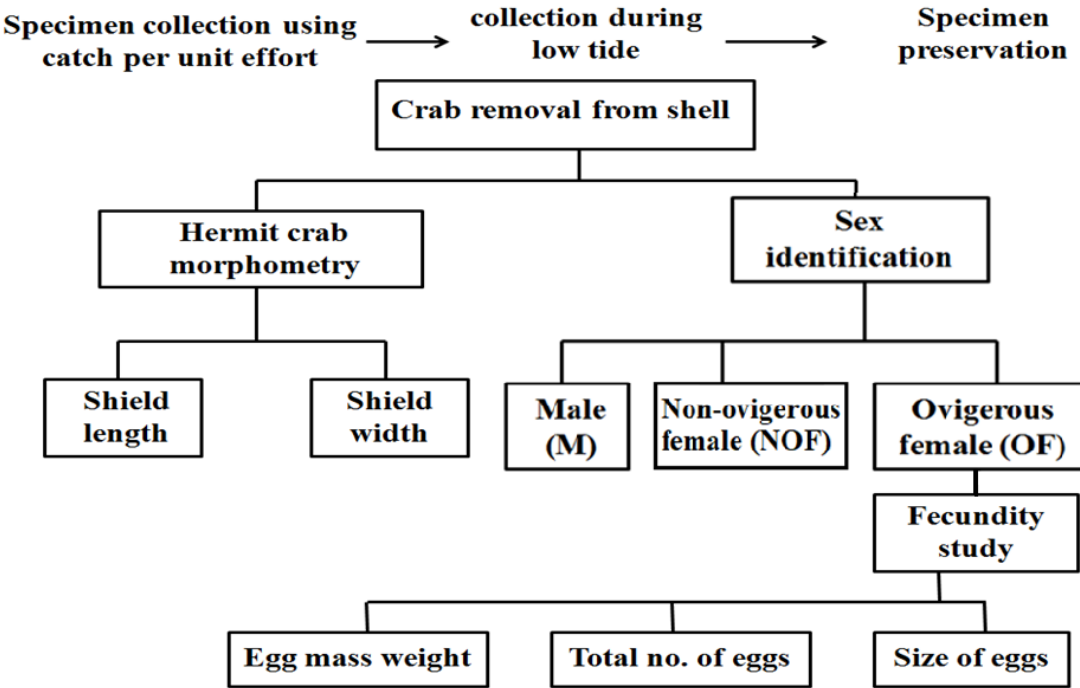 Specimen collection using
catch per unit effort
collection during
low tide
Specimen
preservation
Crab removal from shell
Hermit crab
morphometry
Sex
identification
Shield
length
Shield
width
Male
(M)
Non-ovigerous
female (NOF)
Ovigerous
female (OF)
Fecundity
study
Egg mass weight
Total no. of eggs
Size of eggs